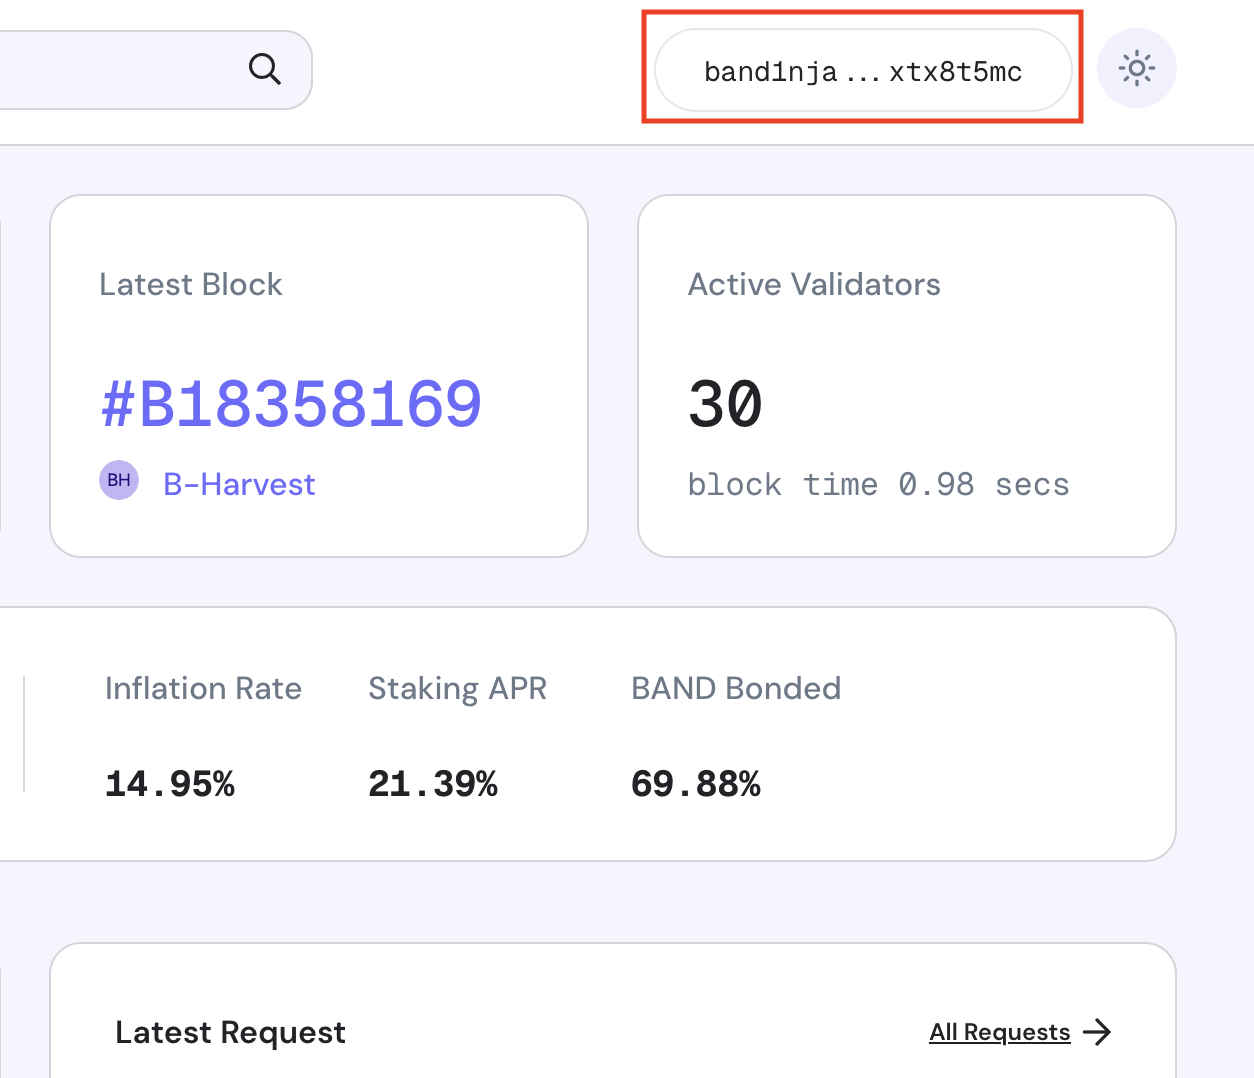 band1nja...xtx8t5mc
Latest Block
#B18358169
BH B-Harvest
Active Validators
30
block time 0.98 secs
Inflation Rate
14.95%
Staking APR
21.39%
BAND Bonded
69.88%
Latest Request
All Requests